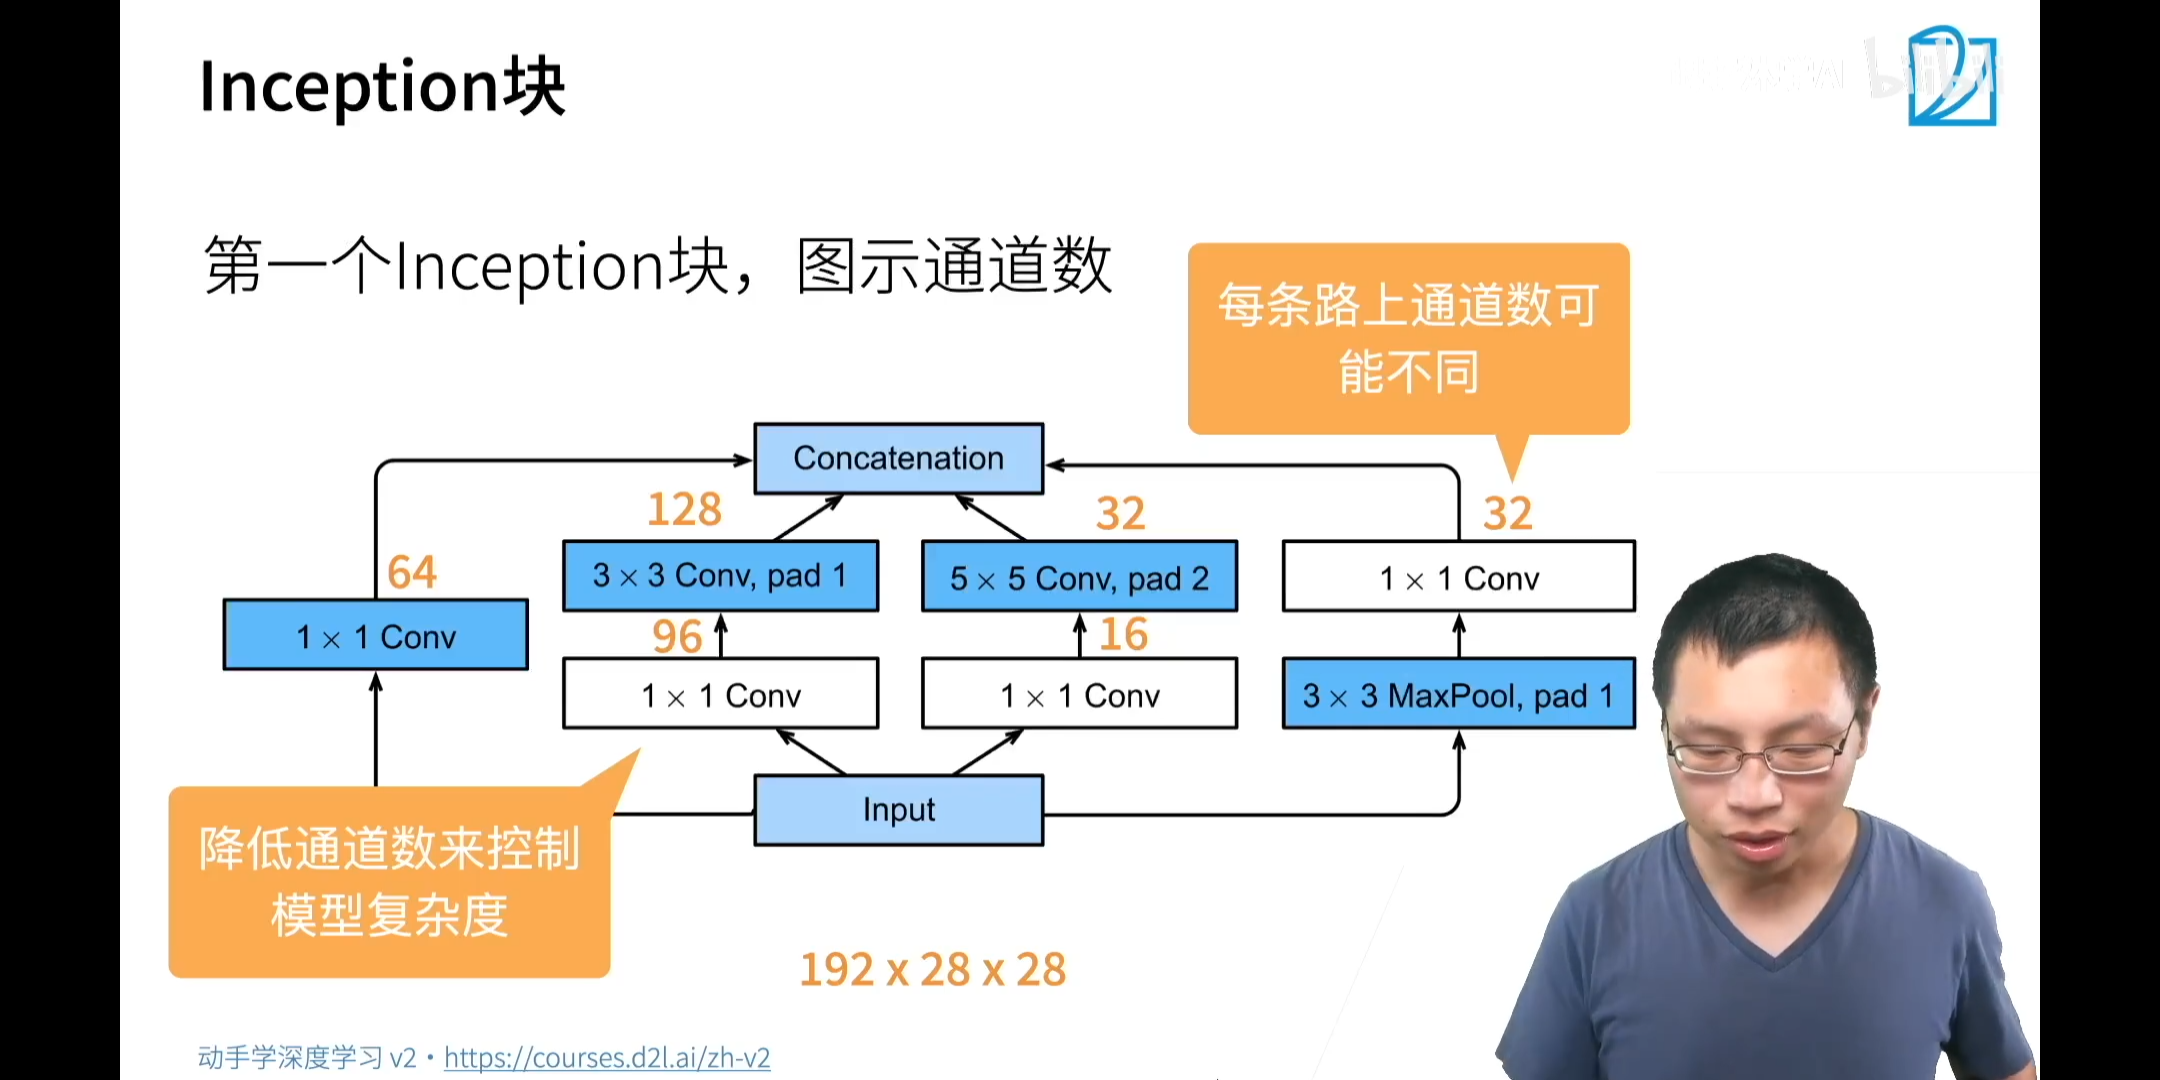 Inception块
bilibili
第一个Inception块，图示通道数
每条路上通道数可
能不同
Concatenation
128
32
32
64
3 × 3 Conv, pad 1
5 × 5 Conv, pad 2
1 × 1 Conv
1 × 1 Conv
96
16
1 × 1 Conv
1 × 1 Conv
3 × 3 MaxPool, pad 1
Input
降低通道数来控制
模型复杂度
192 x 28 x 28
动手学深度学习 v2 • https://courses.d2l.ai/zh-v2